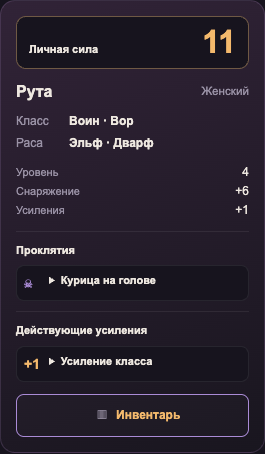 Личная сила 11
Рута Женский
Класс Воин · Вор
Раса Эльф · Дварф
Уровень 4
Снаряжение +6
Усиления +1
Проклятия
☠ ▶ Курица на голове
Действующие усиления
+1 ▶ Усиление класса
Инвентарь